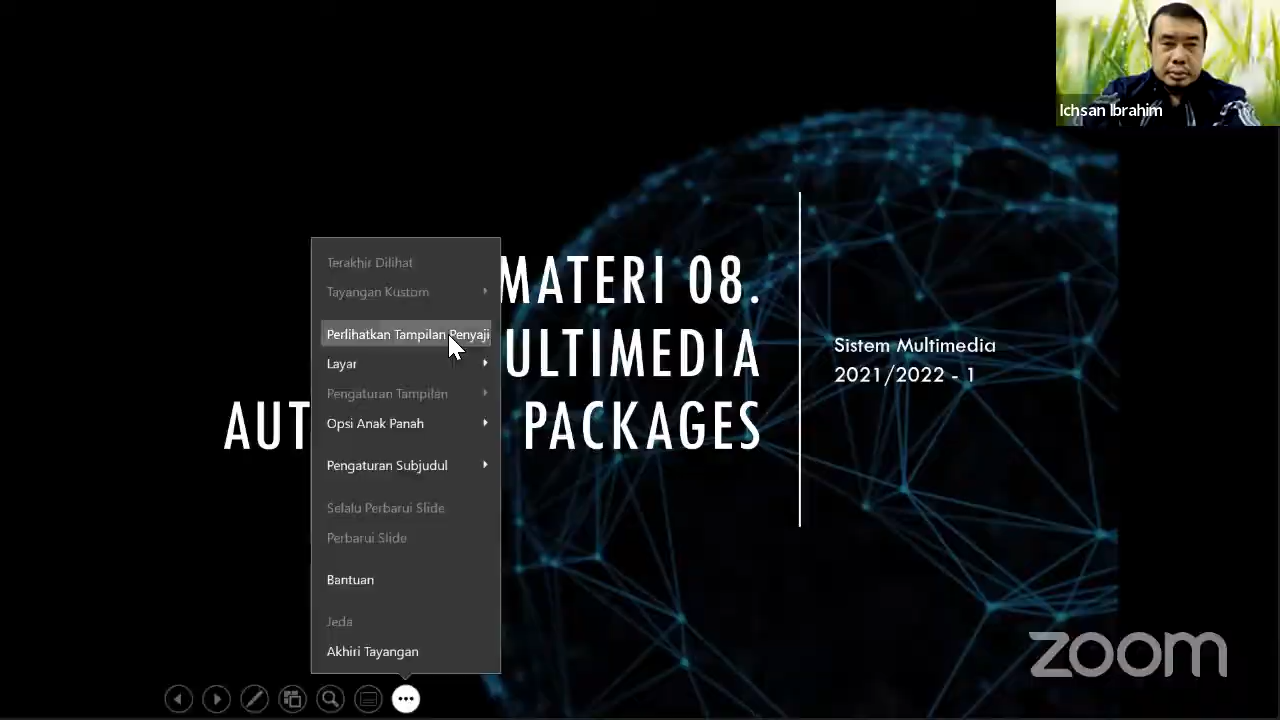 Ichsan Ibrahim
MATERI 08.
ULTIMEDIA
AUT PACKAGES
Sistem Multimedia
2021/2022 - 1
Terakhir Dilihat
Tayangan Kustom
Perlihatkan Tampilan Penyaji
Layar
Pengaturan Tampilan
Opsi Anak Panah
Pengaturan Subjudul
Selalu Perbarui Slide
Perbarui Slide
Bantuan
Jeda
Akhiri Tayangan
zoom